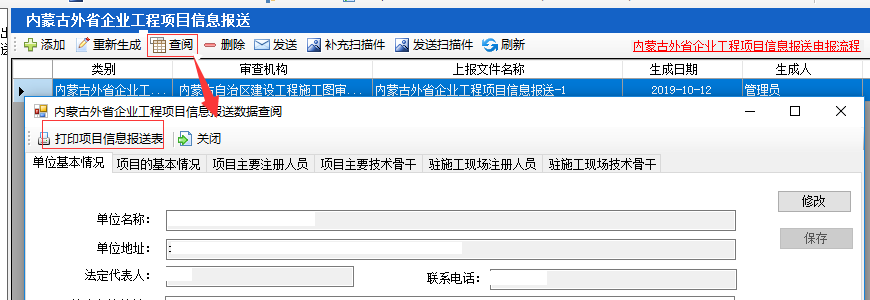 内蒙古外省企业工程项目信息报送
添加 重新生成 查阅 删除 发送 补充扫描件 发送扫描件 刷新 内蒙古外省企业工程项目信息报送申报流程
类别 审查机构 上报文件名称 生成日期 生成人
内蒙古外省企业工... 内蒙古自治区建设工程施工图审... 内蒙古外省企业工程项目信息报送-1 2019-10-12 管理员
内蒙古外省企业工程项目信息报送数据查阅
打印项目信息报送表 关闭
单位基本情况 项目的基本情况 项目主要注册人员 项目主要技术骨干 驻施工现场注册人员 驻施工现场技术骨干
修改
单位名称：
保存
单位地址：
法定代表人： 联系电话：